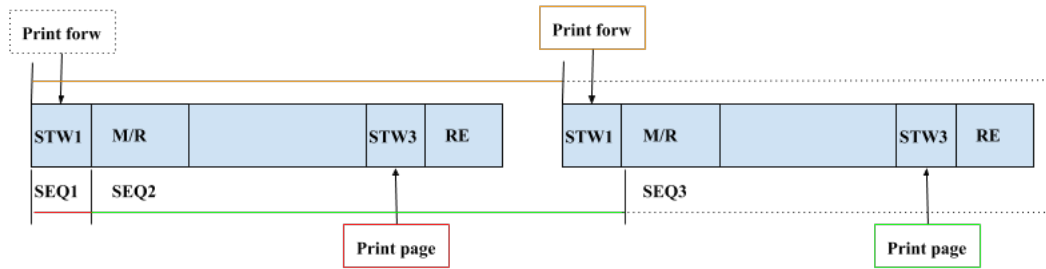 Print forw
Print forw
STW1 M/R STW3 RE
STW1 M/R STW3 RE
SEQ1 SEQ2 SEQ3
Print page
Print page